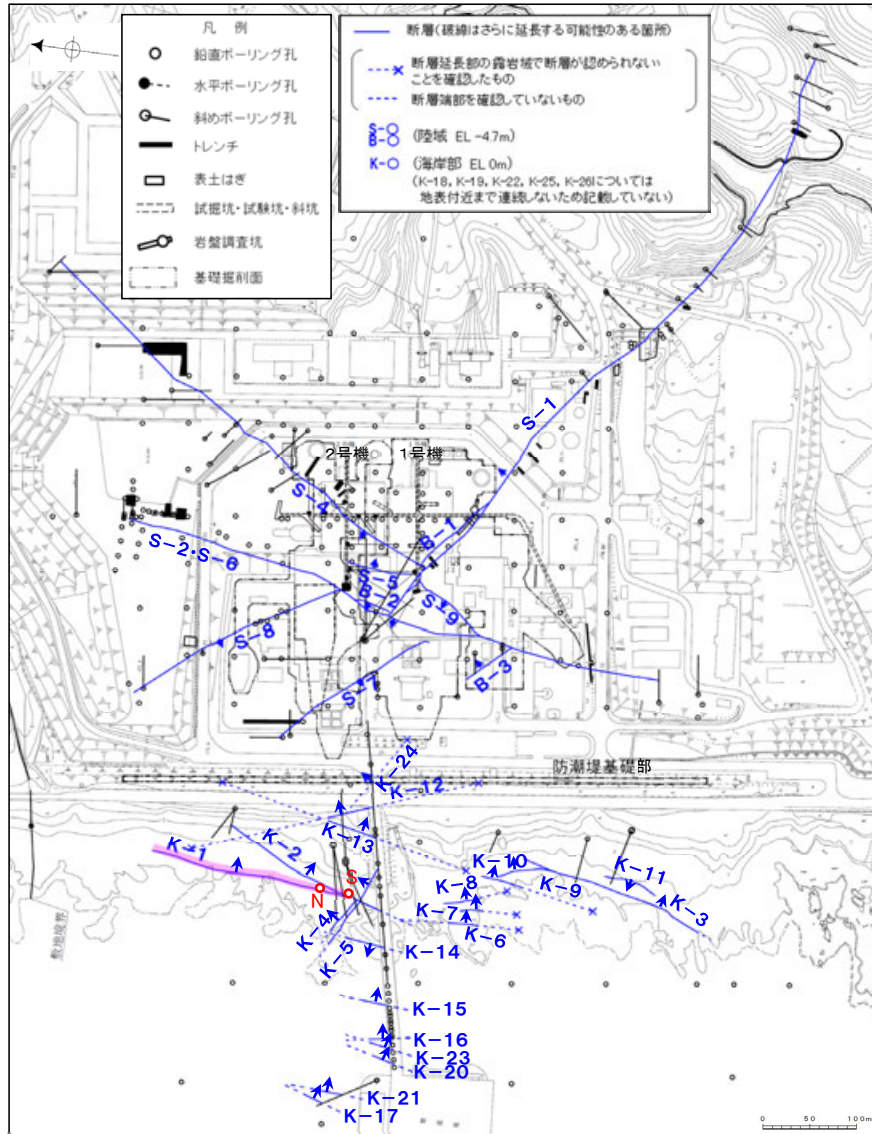 凡 例
鉛直ボーリング孔
水平ボーリング孔
斜めボーリング孔
トレンチ
表土はぎ
試掘坑・試験坑・斜坑
岩盤調査坑
基礎掘削面
断層(破線はさらに延長する可能性のある箇所)
断層延長部の露岩域で断層が認められない
ことを確認したもの
断層端部を確認していないもの
S-○
B-○
(陸域 EL -4.7m)
K-○
(海岸部 EL 0m)
(K-18, K-19, K-22, K-25, K-26については
地表付近まで連続しないため記載していない)
S-1
2号機
1号機
S-4
B-1
S-2・S-6
S-5
B-2
S-9
S-8
B-3
S-7
K-24
防潮堤基礎部
K-12
K-1
K-2
K-13
K-10
K-11
S
K-8
K-9
N
K-3
K-7
K-4
K-6
敷地境界
K-5
K-14
K-15
K-16
K-23
K-20
K-21
K-17
0 50 100m